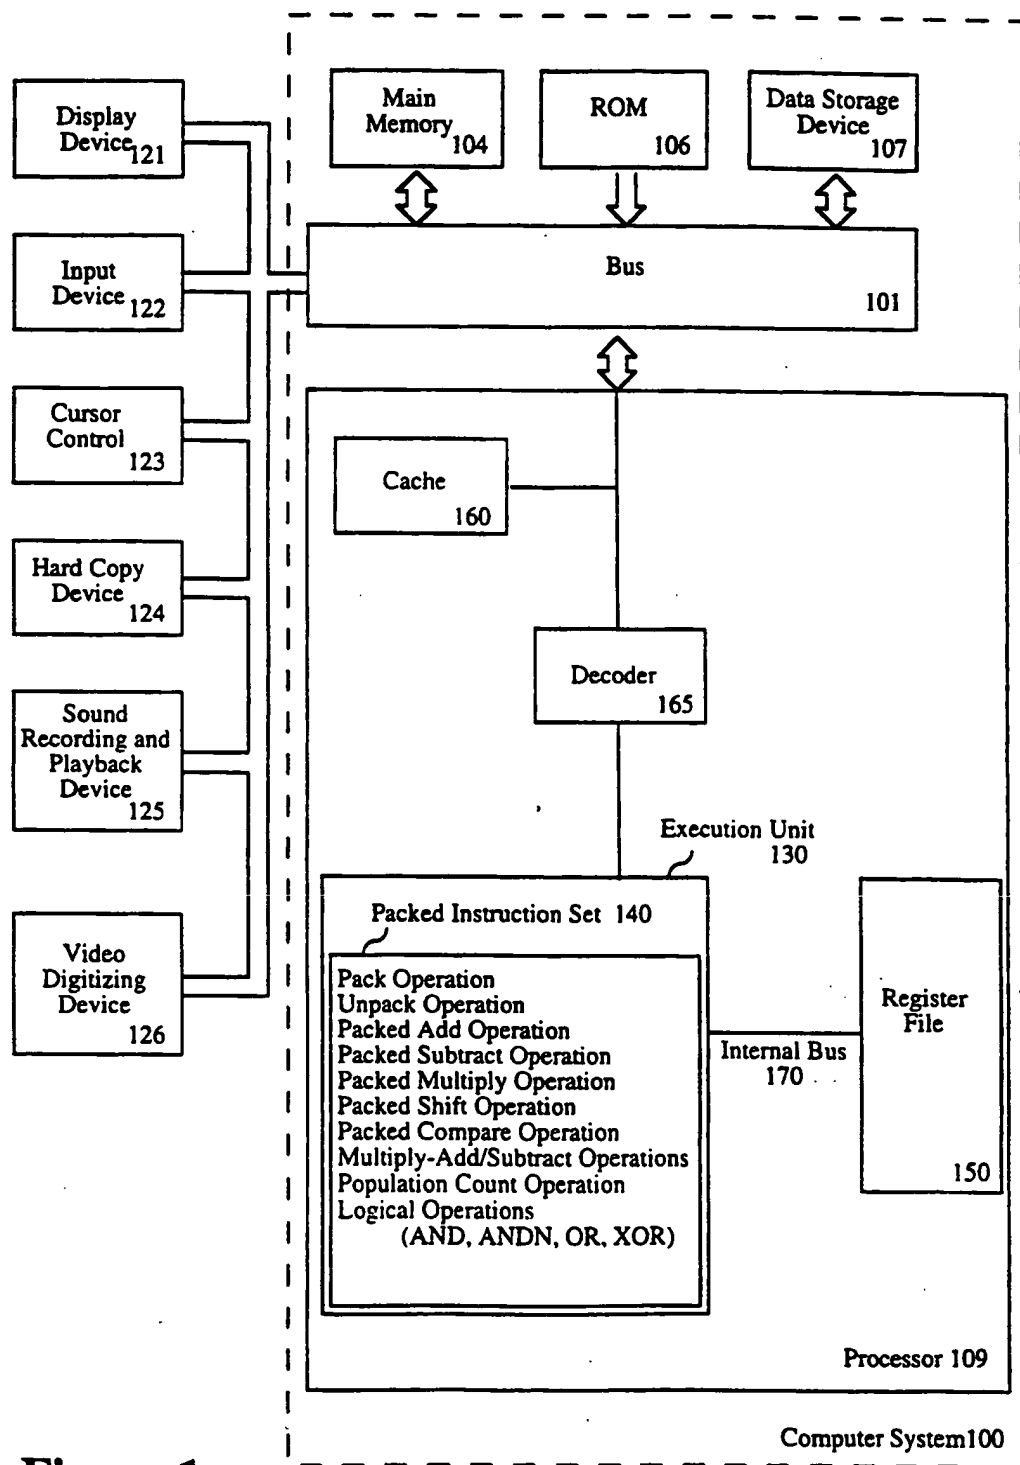 Display
Device
121
Input
Device
122
Cursor
Control
123
Hard Copy
Device
124
Sound
Recording and
Playback
Device
125
Video
Digitizing
Device
126
Main
Memory
104
ROM
106
Data Storage
Device
107
Bus
101
Cache
160
Decoder
165
Execution Unit
130
Packed Instruction Set 140
Pack Operation
Unpack Operation
Packed Add Operation
Packed Subtract Operation
Packed Multiply Operation
Packed Shift Operation
Packed Compare Operation
Multiply-Add/Subtract Operations
Population Count Operation
Logical Operations
(AND, ANDN, OR, XOR)
Internal Bus
170
Register
File
150
Processor 109
Computer System100